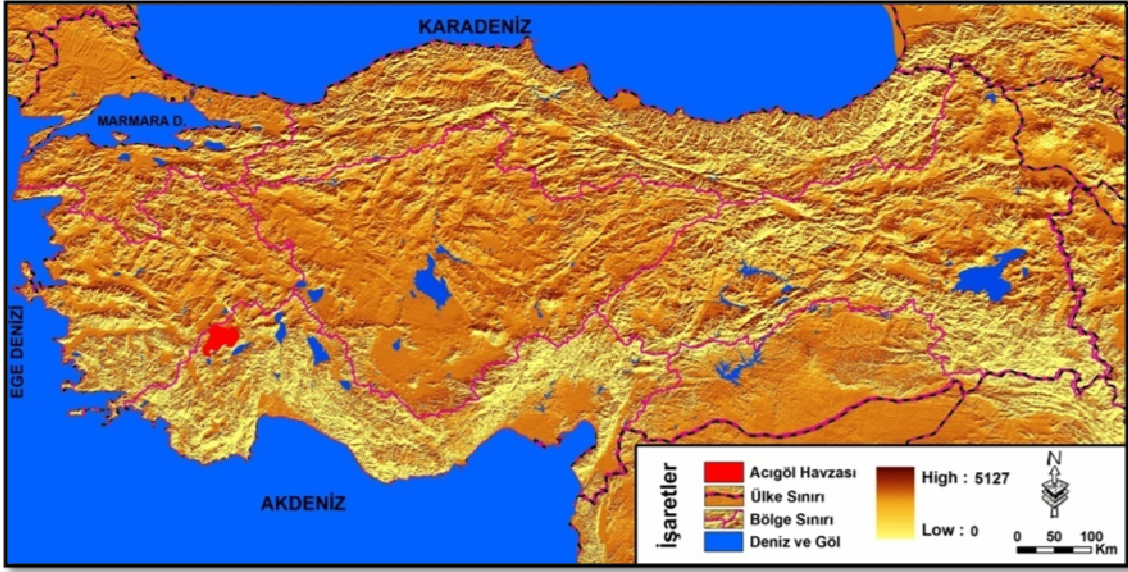 KARADENİZ
MARMARA D.
EGE DENİZİ
AKDENİZ
İşaretler
Acıgöl Havzası
Ülke Sınırı
Bölge Sınırı
Deniz ve Göl
High : 5127
Low : 0
N
0 50 100
Km